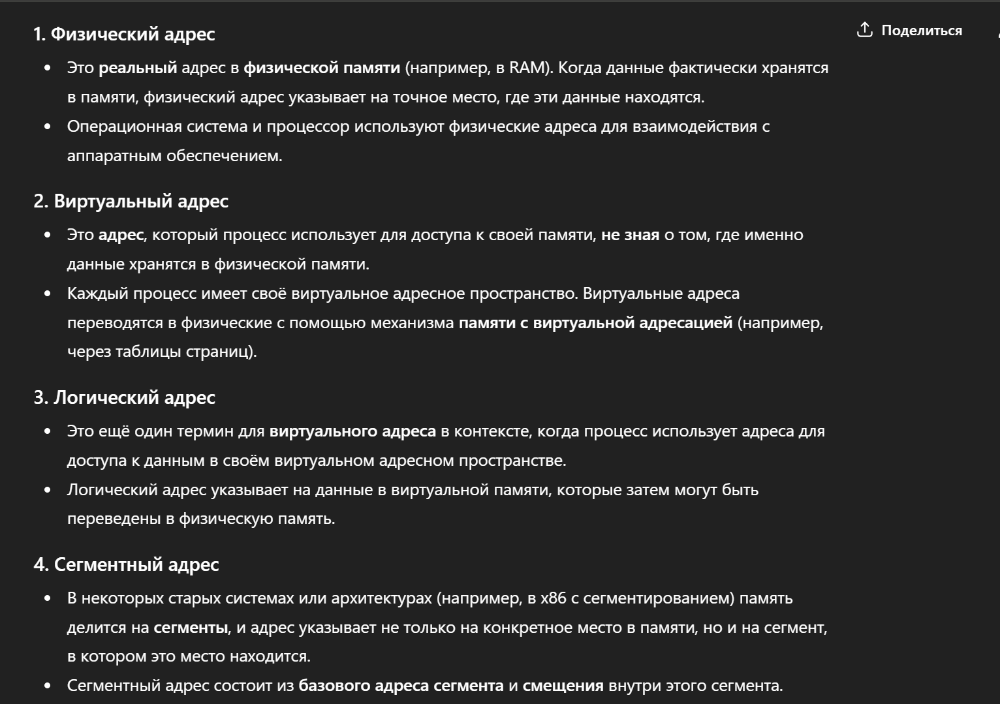 Поделиться
1. Физический адрес
• Это реальный адрес в физической памяти (например, в RAM). Когда данные фактически хранятся
в памяти, физический адрес указывает на точное место, где эти данные находятся.
• Операционная система и процессор используют физические адреса для взаимодействия с
аппаратным обеспечением.
2. Виртуальный адрес
• Это адрес, который процесс использует для доступа к своей памяти, не зная о том, где именно
данные хранятся в физической памяти.
• Каждый процесс имеет своё виртуальное адресное пространство. Виртуальные адреса
переводятся в физические с помощью механизма памяти с виртуальной адресацией (например,
через таблицы страниц).
3. Логический адрес
• Это ещё один термин для виртуального адреса в контексте, когда процесс использует адреса для
доступа к данным в своём виртуальном адресном пространстве.
• Логический адрес указывает на данные в виртуальной памяти, которые затем могут быть
переведены в физическую память.
4. Сегментный адрес
• В некоторых старых системах или архитектурах (например, в x86 с сегментированием) память
делится на сегменты, и адрес указывает не только на конкретное место в памяти, но и на сегмент,
в котором это место находится.
• Сегментный адрес состоит из базового адреса сегмента и смещения внутри этого сегмента.